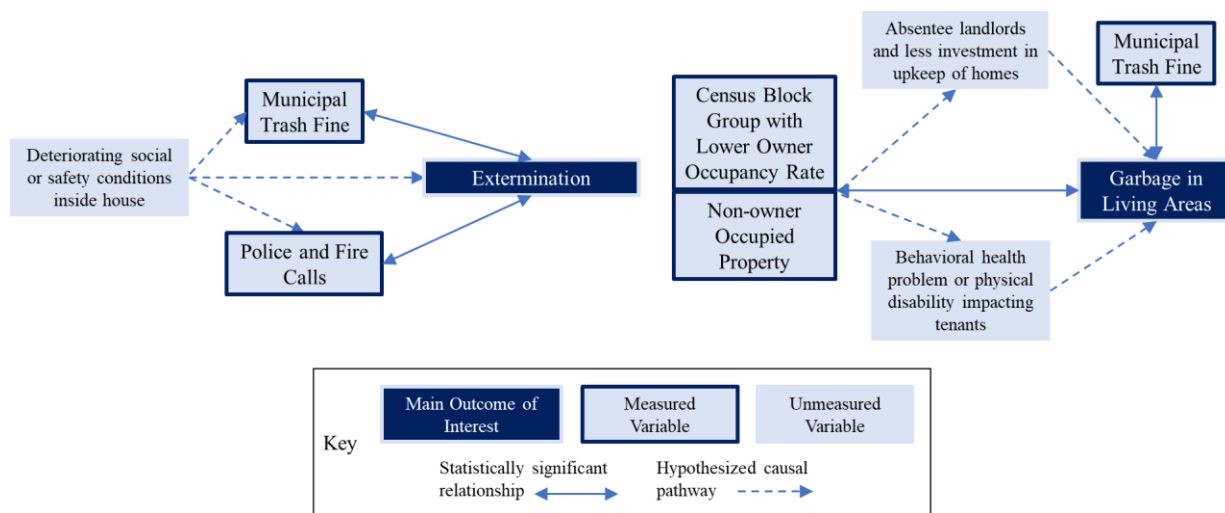 Deteriorating social
or safety conditions
inside house
Municipal
Trash Fine
Police and Fire
Calls
Extermination
Census Block
Group with
Lower Owner
Occupancy Rate
Non-owner
Occupied
Property
Absentee landlords
and less investment in
upkeep of homes
Behavioral health
problem or physical
disability impacting
tenants
Municipal
Trash Fine
Garbage in
Living Areas
Key
Main Outcome of
Interest
Measured
Variable
Unmeasured
Variable
Statistically significant
relationship
Hypothesized causal
pathway